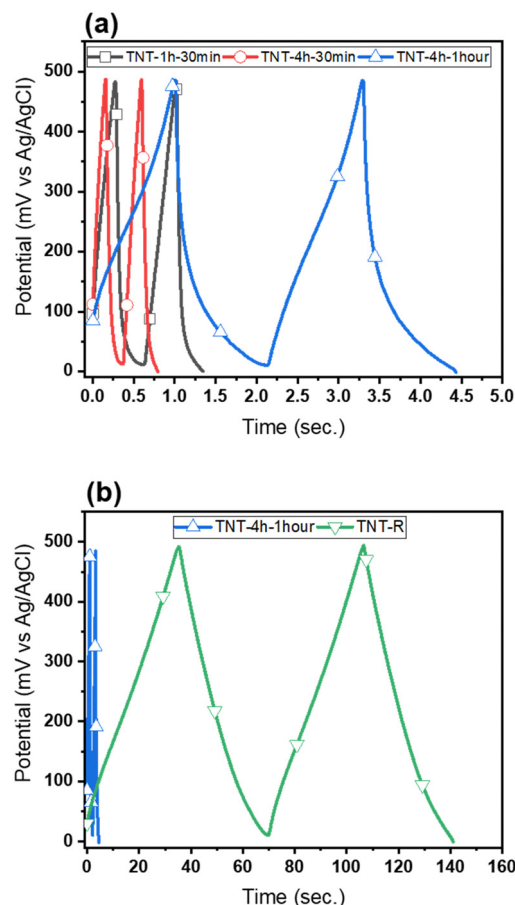 (a)
TNT-1h-30min TNT-4h-30min TNT-4h-1hour
500
400
300
200
100
0
Potential (mV vs Ag/AgCl)
0.0 0.5 1.0 1.5 2.0 2.5 3.0 3.5 4.0 4.5 5.0
Time (sec.)
(b)
TNT-4h-1hour TNT-R
500
400
300
200
100
0
Potential (mV vs Ag/AgCl)
0 20 40 60 80 100 120 140 160
Time (sec.)